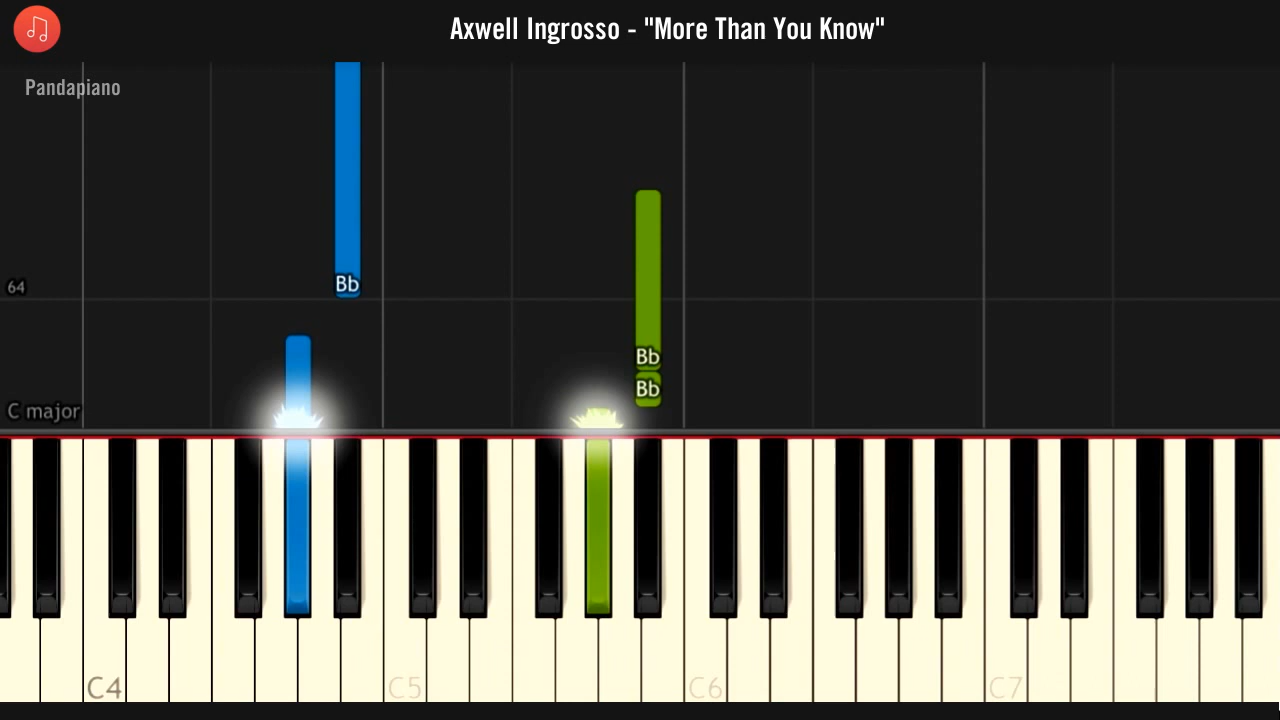 Axwell Ingrosso - "More Than You Know"
Pandapiano
Bb
64
Bb
Bb
C major
C4
C5
C6
C7